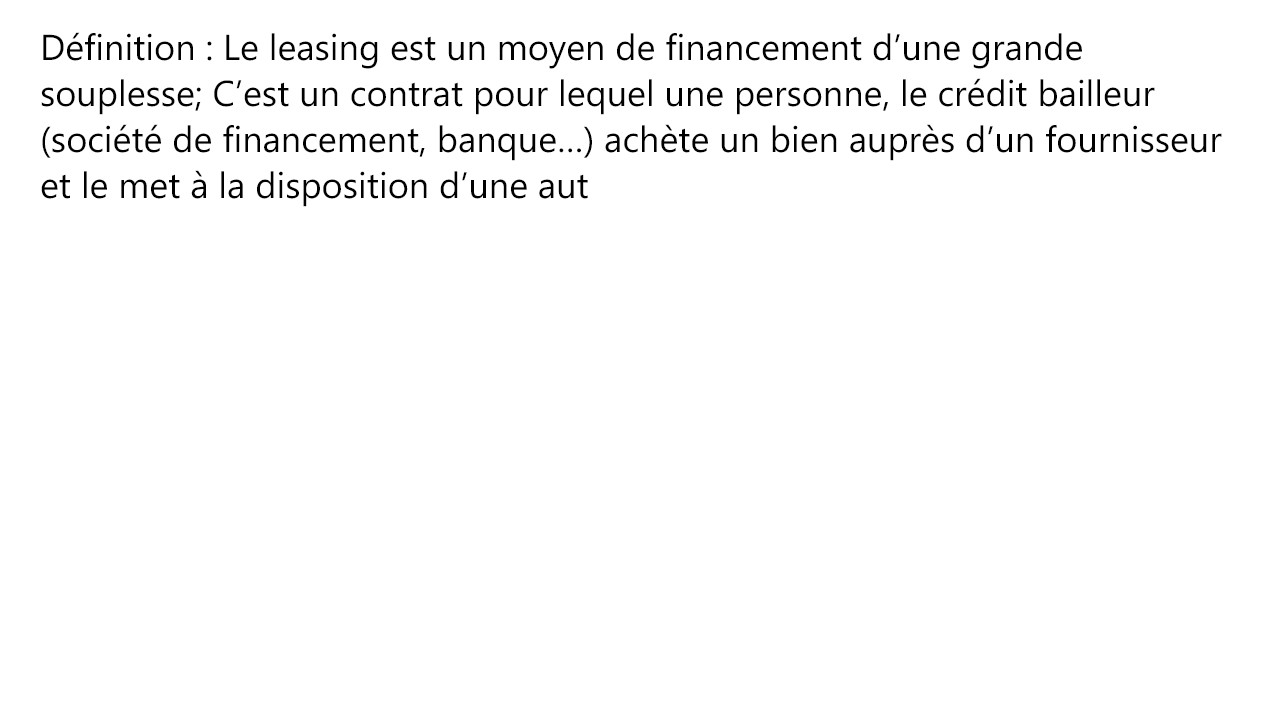 Définition : Le leasing est un moyen de financement d’une grande
souplesse; C’est un contrat pour lequel une personne, le crédit bailleur
(société de financement, banque…) achète un bien auprès d’un fournisseur
et le met à la disposition d’une aut